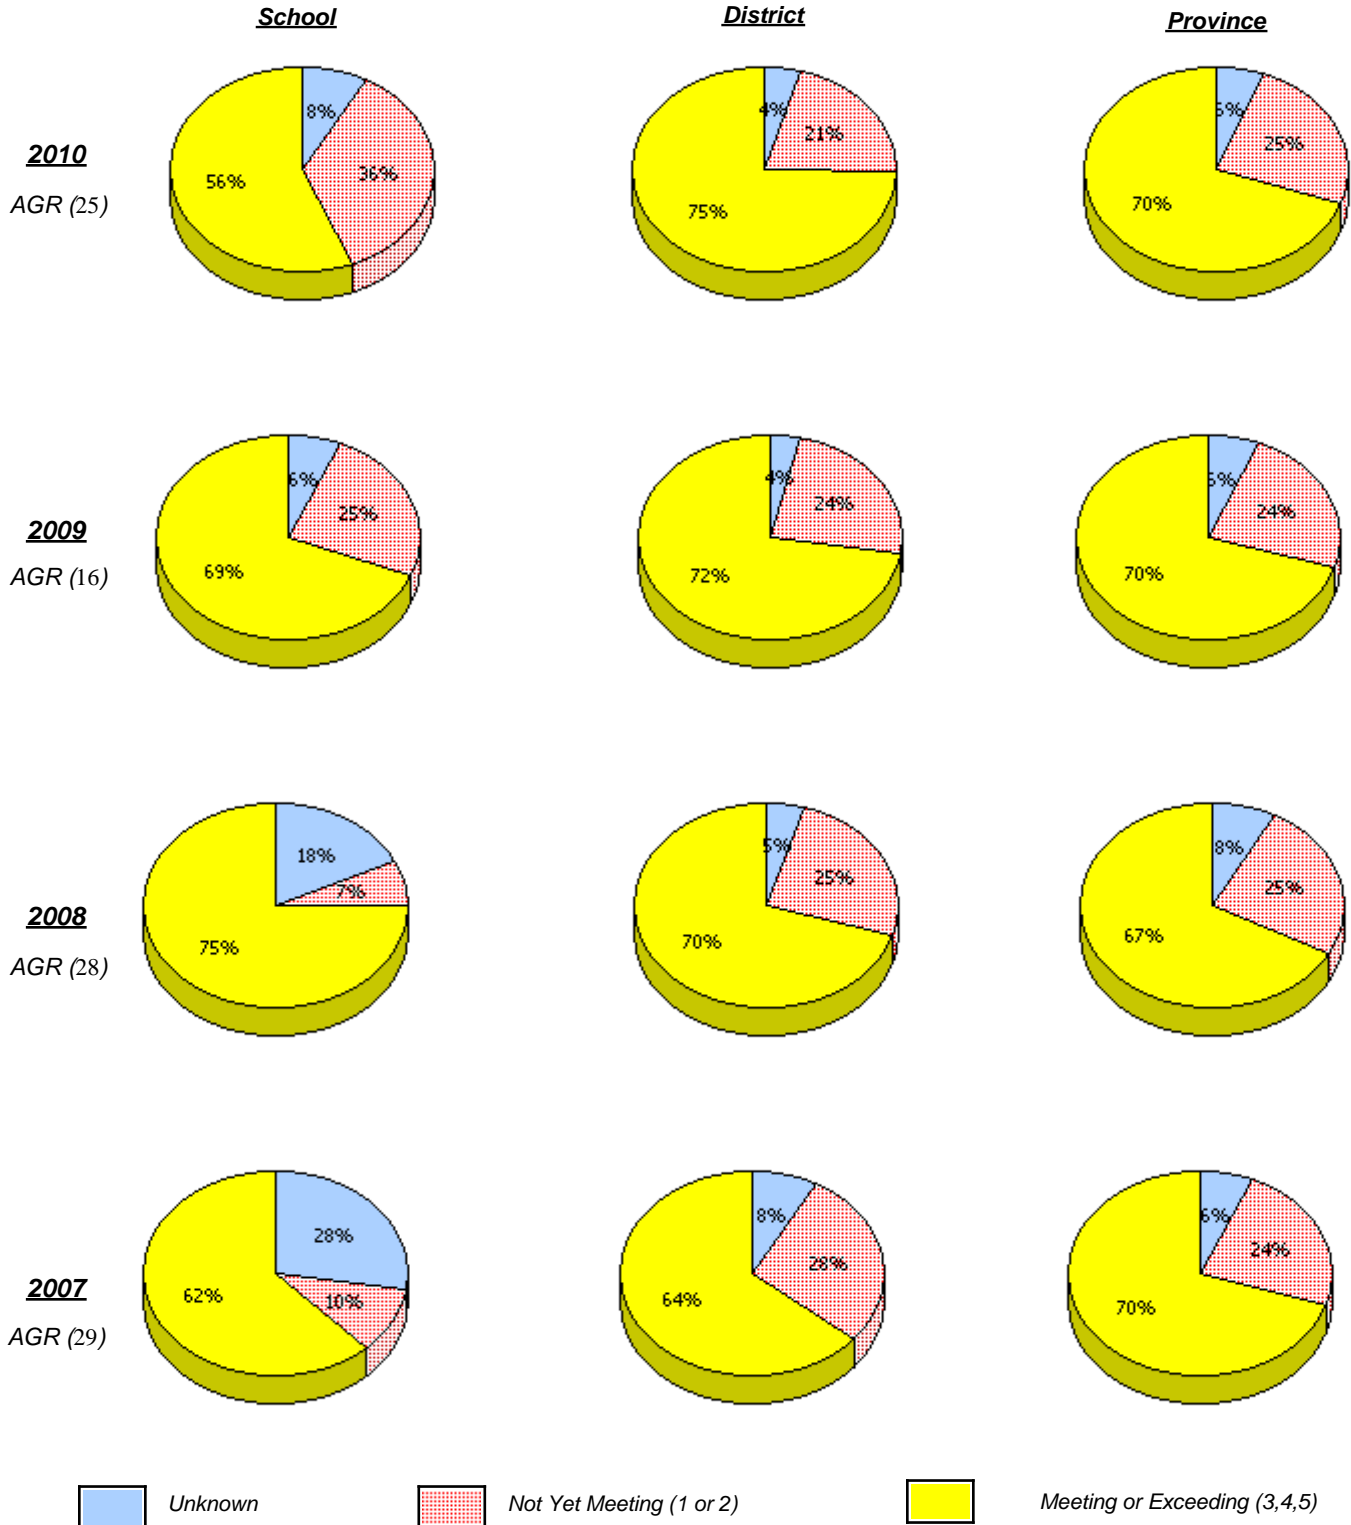 School District Province
8% 4% 5%
36% 21% 25%
2010
56% 75% 70%
AGR (25)
6% 4% 6%
25% 24% 24%
2009
69% 72% 70%
AGR (16)
18% 5% 8%
7% 25% 25%
2008
75% 70% 67%
AGR (28)
28% 8% 6%
10% 28% 24%
2007
62% 64% 70%
AGR (29)
Unknown Not Yet Meeting (1 or 2) Meeting or Exceeding (3,4,5)